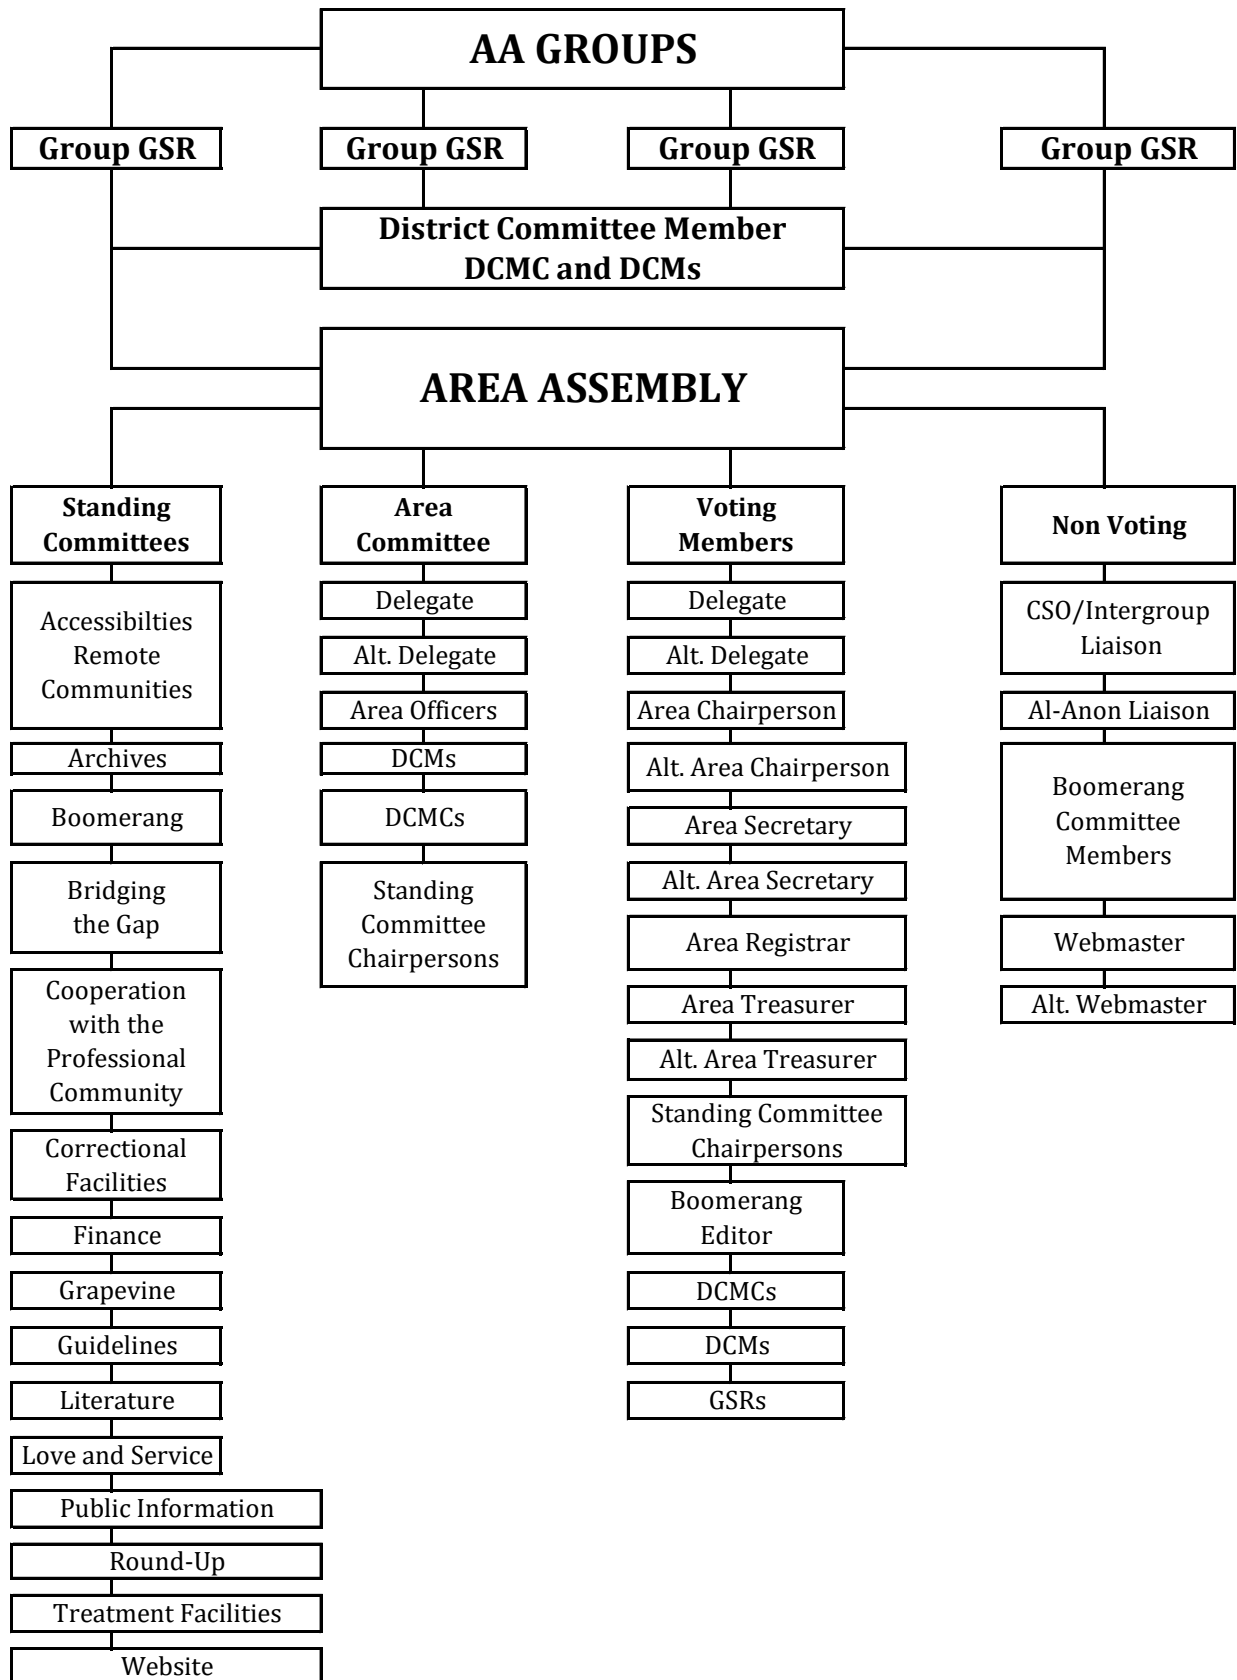 AA GROUPS
Group GSR
Group GSR
Group GSR
Group GSR
District Committee Member
DCMC and DCMs
AREA ASSEMBLY
Standing
Committees
Accessibilties
Remote
Communities
Archives
Boomerang
Bridging
the Gap
Cooperation
with the
Professional
Community
Correctional
Facilities
Finance
Grapevine
Guidelines
Literature
Love and Service
Public Information
Round-Up
Treatment Facilities
Website
Area
Committee
Delegate
Alt. Delegate
Area Officers
DCMs
DCMCs
Standing
Committee
Chairpersons
Voting
Members
Delegate
Alt. Delegate
Area Chairperson
Alt. Area Chairperson
Area Secretary
Alt. Area Secretary
Area Registrar
Area Treasurer
Alt. Area Treasurer
Standing Committee
Chairpersons
Boomerang
Editor
DCMCs
DCMs
GSRs
Non Voting
CSO/Intergroup
Liaison
Al-Anon Liaison
Boomerang
Committee
Members
Webmaster
Alt. Webmaster